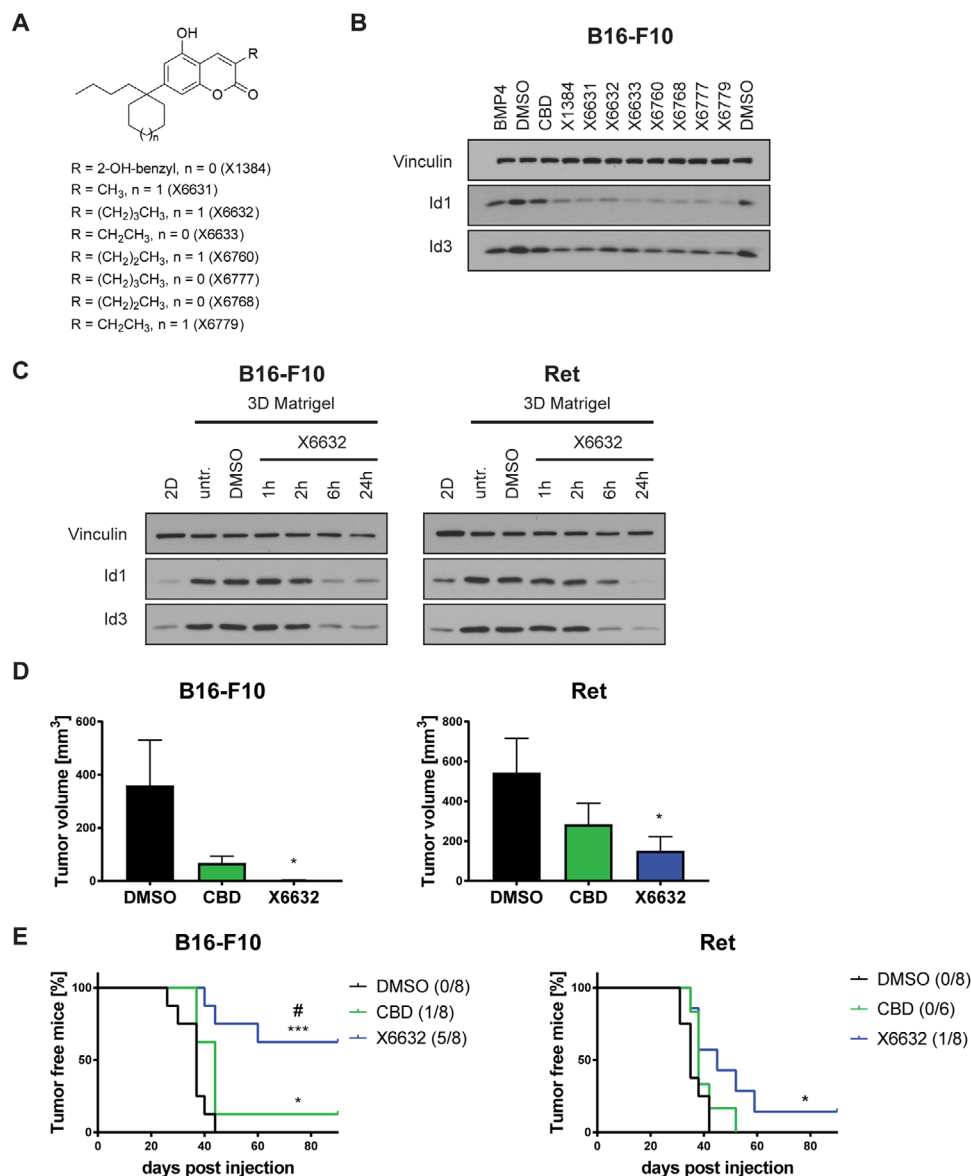 A
OH
R
O
O
( )n
R = 2-OH-benzyl, n = 0 (X1384)
R = CH3, n = 1 (X6631)
R = (CH2)3CH3, n = 1 (X6632)
R = CH2CH3, n = 0 (X6633)
R = (CH2)2CH3, n = 1 (X6760)
R = (CH2)3CH3, n = 0 (X6777)
R = (CH2)2CH3, n = 0 (X6768)
R = CH2CH3, n = 1 (X6779)
B
B16-F10
BMP4 DMSO CBD X1384 X6631 X6632 X6633 X6760 X6768 X6777 X6779 DMSO
Vinculin
Id1
Id3
C
B16-F10
3D Matrigel
X6632
2D untr. DMSO 1h 2h 6h 24h
Vinculin
Id1
Id3
Ret
3D Matrigel
X6632
2D untr. DMSO 1h 2h 6h 24h
D
B16-F10
Tumor volume [mm3]
600
400
200
0
*
DMSO CBD X6632
Ret
Tumor volume [mm3]
800
600
400
200
0
*
DMSO CBD X6632
E
B16-F10
Tumor free mice [%]
100
50
0
0 20 40 60 80
days post injection
#
***
*
DMSO (0/8)
CBD (1/8)
X6632 (5/8)
Ret
Tumor free mice [%]
100
50
0
0 20 40 60 80
days post injection
*
DMSO (0/8)
CBD (0/6)
X6632 (1/8)